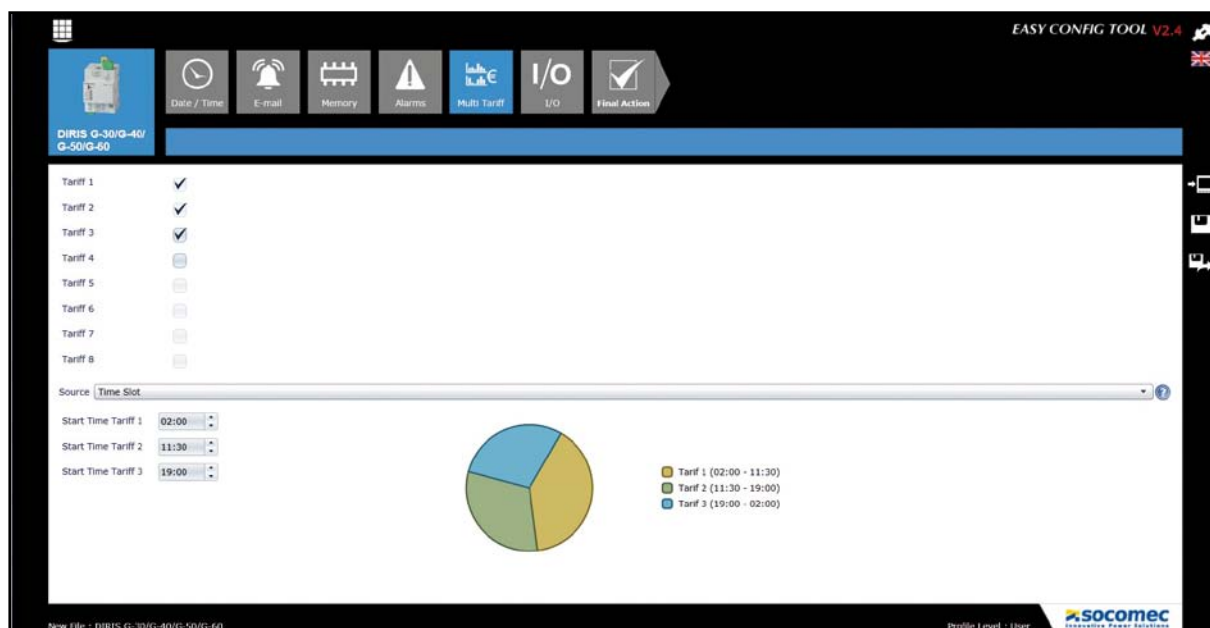 EASY CONFIG TOOL V2.4
Date / Time
E-mail
Memory
Alarms
Multi Tariff
I/O
I/O
Final Action
DIRIS G-30/G-40/
G-50/G-60
Tariff 1
Tariff 2
Tariff 3
Tariff 4
Tariff 5
Tariff 6
Tariff 7
Tariff 8
Source Time Slot
Start Time Tariff 1 02:00
Start Time Tariff 2 11:30
Start Time Tariff 3 19:00
Tarif 1 (02:00 - 11:30)
Tarif 2 (11:30 - 19:00)
Tarif 3 (19:00 - 02:00)
New File : DIRIS G-30/G-40/G-50/G-60
Profile Level : User
socomec
Innovative Power Solutions